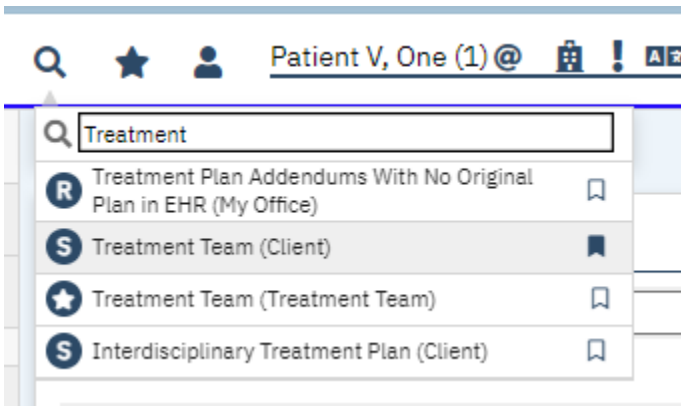 Patient V, One (1) @
Treatment
R Treatment Plan Addendums With No Original
Plan in EHR (My Office)
S Treatment Team (Client)
Treatment Team (Treatment Team)
S Interdisciplinary Treatment Plan (Client)